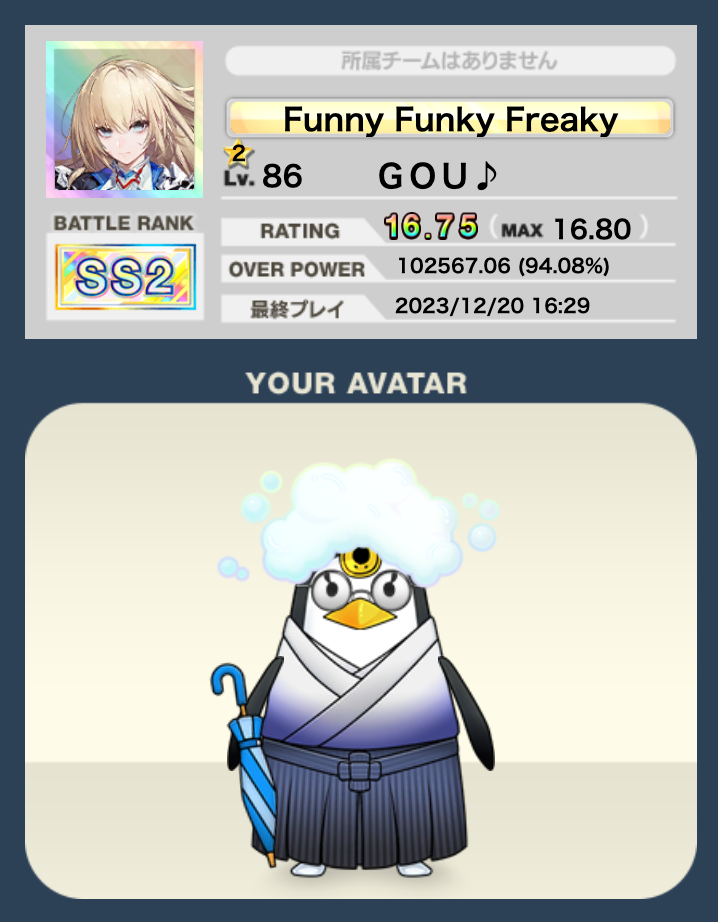 所属チームはありません
Funny Funky Freaky
2
Lv. 86 GOU♪
BATTLE RANK
SS2
RATING 16.75 (MAX 16.80)
OVER POWER 102567.06 (94.08%)
最終プレイ 2023/12/20 16:29
YOUR AVATAR